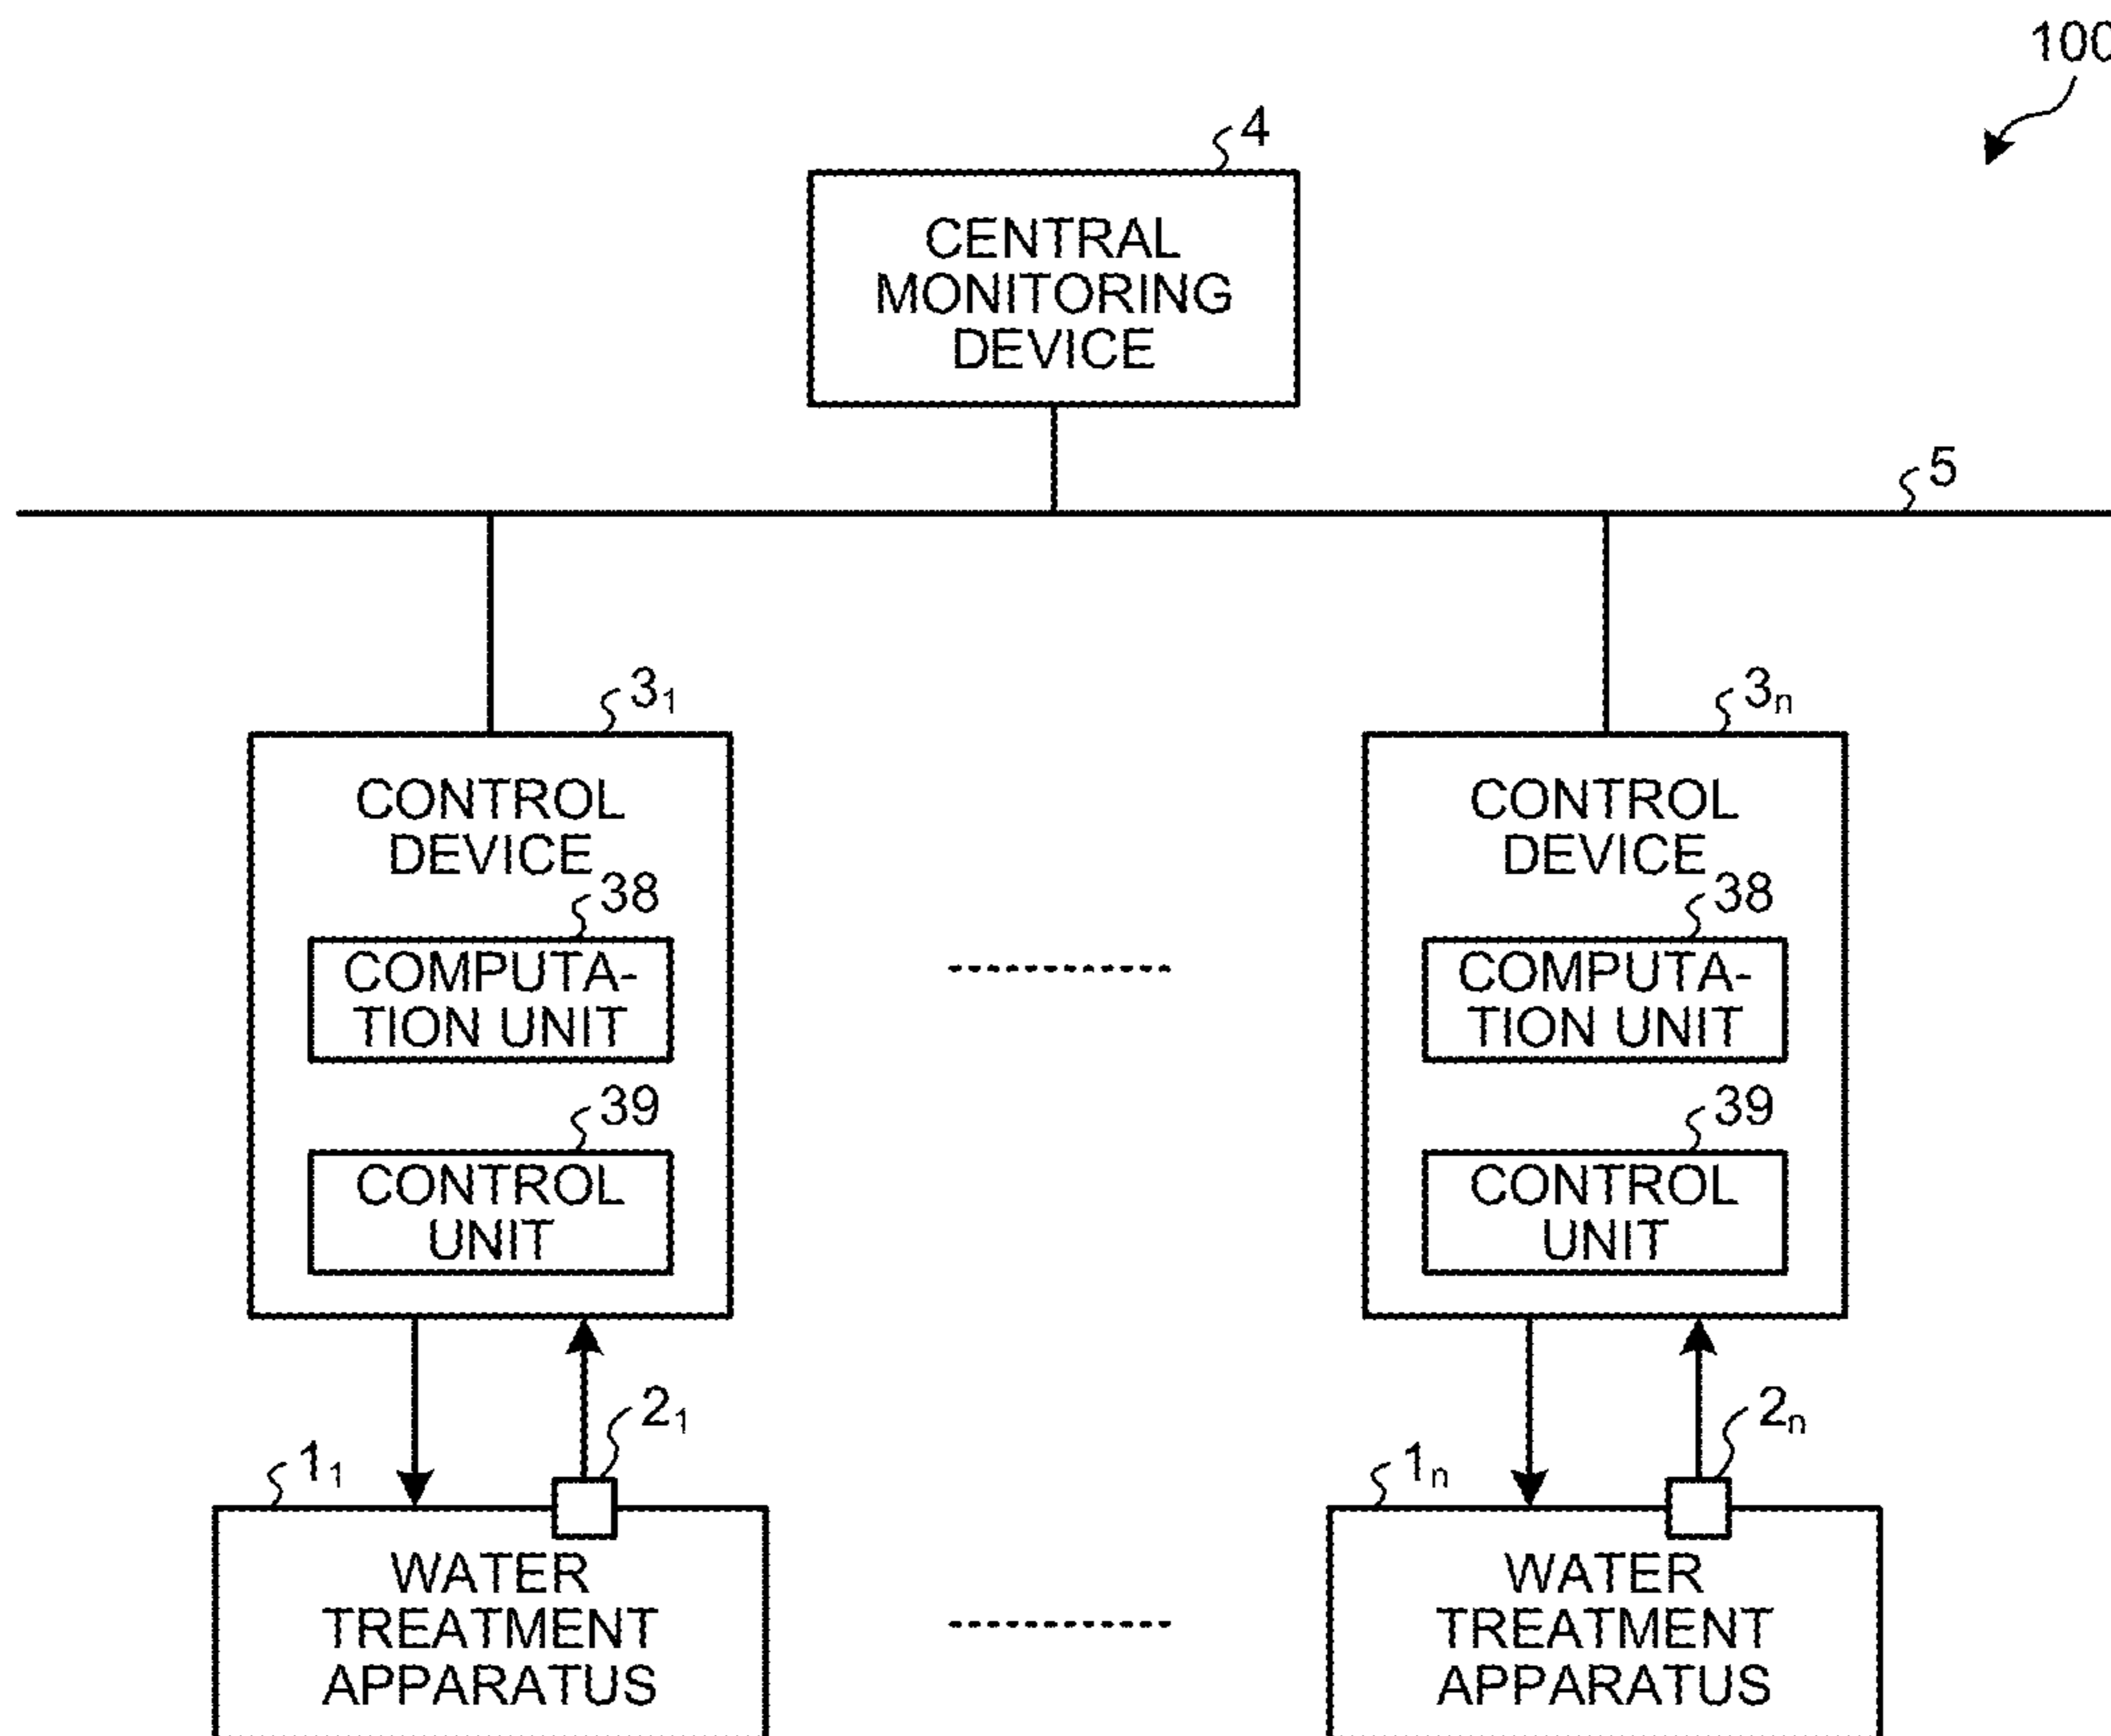 100
4
CENTRAL
MONITORING
DEVICE
5
3₁
3ₙ
CONTROL
DEVICE
CONTROL
DEVICE
38
38
COMPUTA-
TION UNIT
COMPUTA-
TION UNIT
39
39
CONTROL
UNIT
CONTROL
UNIT
2₁
2ₙ
1₁
1ₙ
WATER
TREATMENT
APPARATUS
WATER
TREATMENT
APPARATUS